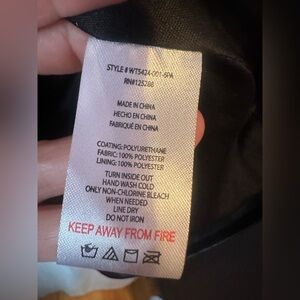 STYLE # WT5424-001-6PA
RN#125288
MADE IN CHINA
HECHO EN CHINA
FABRIQUÉ EN CHINA
COATING: POLYURETHANE
FABRIC: 100% POLYESTER
LINING: 100% POLYESTER
TURN INSIDE OUT
HAND WASH COLD
ONLY NON-CHLORINE BLEACH
WHEN NEEDED
LINE DRY
DO NOT IRON
KEEP AWAY FROM FIRE